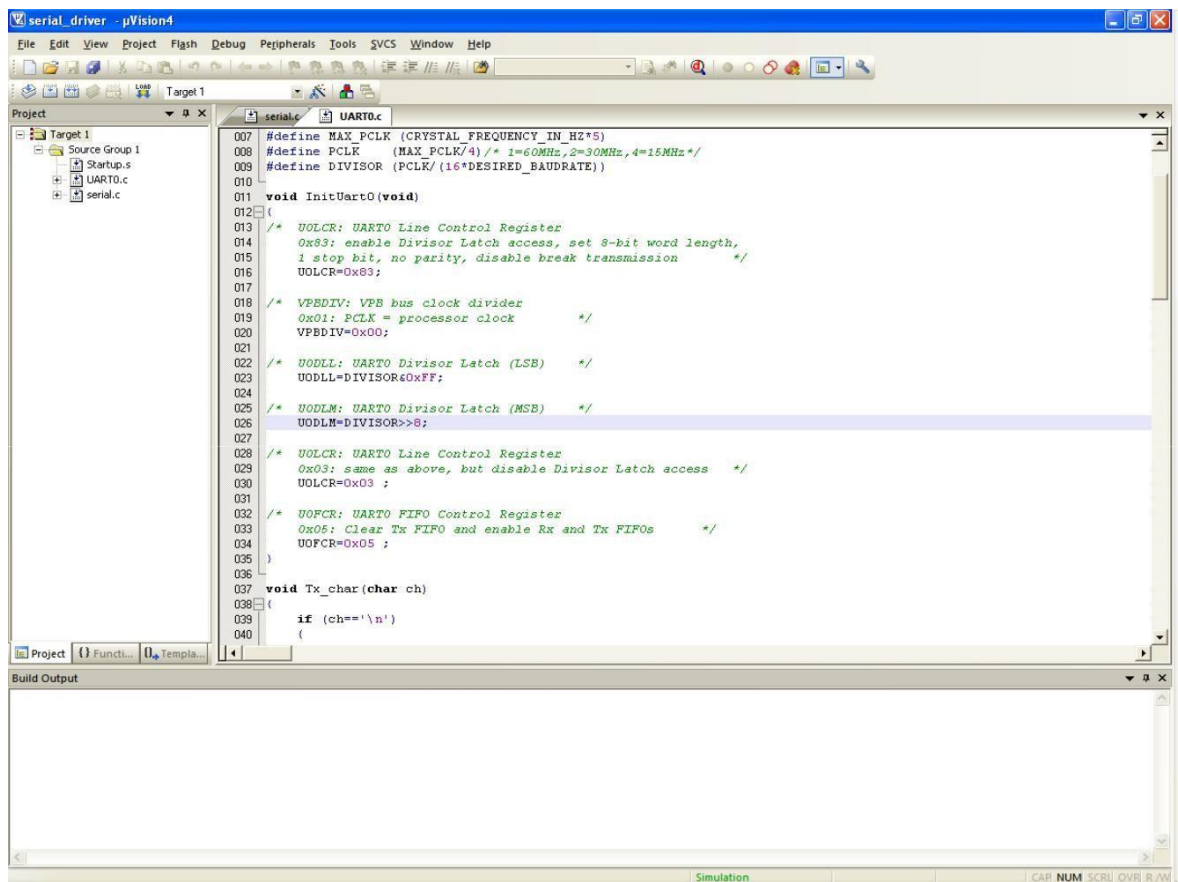 serial_driver - µVision4
File Edit View Project Flash Debug Peripherals Tools SVCS Window Help
LOAD Target 1
Project
serial.c UART0.c
Target 1
Source Group 1
Startup.s
UART0.c
serial.c
007 #define MAX_PCLK (CRYSTAL_FREQUENCY_IN_HZ*5)
008 #define PCLK (MAX_PCLK/4)/* 1=60MHz,2=30MHz,4=15MHz*/
009 #define DIVISOR (PCLK/(16*DESIRED_BAUDRATE))
010
011 void InitUart0(void)
012 {
013 /* U0LCR: UART0 Line Control Register
014 0x83: enable Divisor Latch access, set 8-bit word length,
015 1 stop bit, no parity, disable break transmission */
016 U0LCR=0x83;
017
018 /* VPBDIV: VPB bus clock divider
019 0x01: PCLK = processor clock */
020 VPBDIV=0x00;
021
022 /* U0DLL: UART0 Divisor Latch (LSB) */
023 U0DLL=DIVISOR&0xFF;
024
025 /* U0DLM: UART0 Divisor Latch (MSB) */
026 U0DLM=DIVISOR>>8;
027
028 /* U0LCR: UART0 Line Control Register
029 0x03: same as above, but disable Divisor Latch access */
030 U0LCR=0x03 ;
031
032 /* U0FCR: UART0 FIFO Control Register
033 0x05: Clear Tx FIFO and enable Rx and Tx FIFOs */
034 U0FCR=0x05 ;
035 }
036
037 void Tx_char(char ch)
038 {
039 if (ch=='\n')
040 {
Project {} Functi... 0 Templa...
Build Output
Simulation CAP NUM SCRL OVR R/W